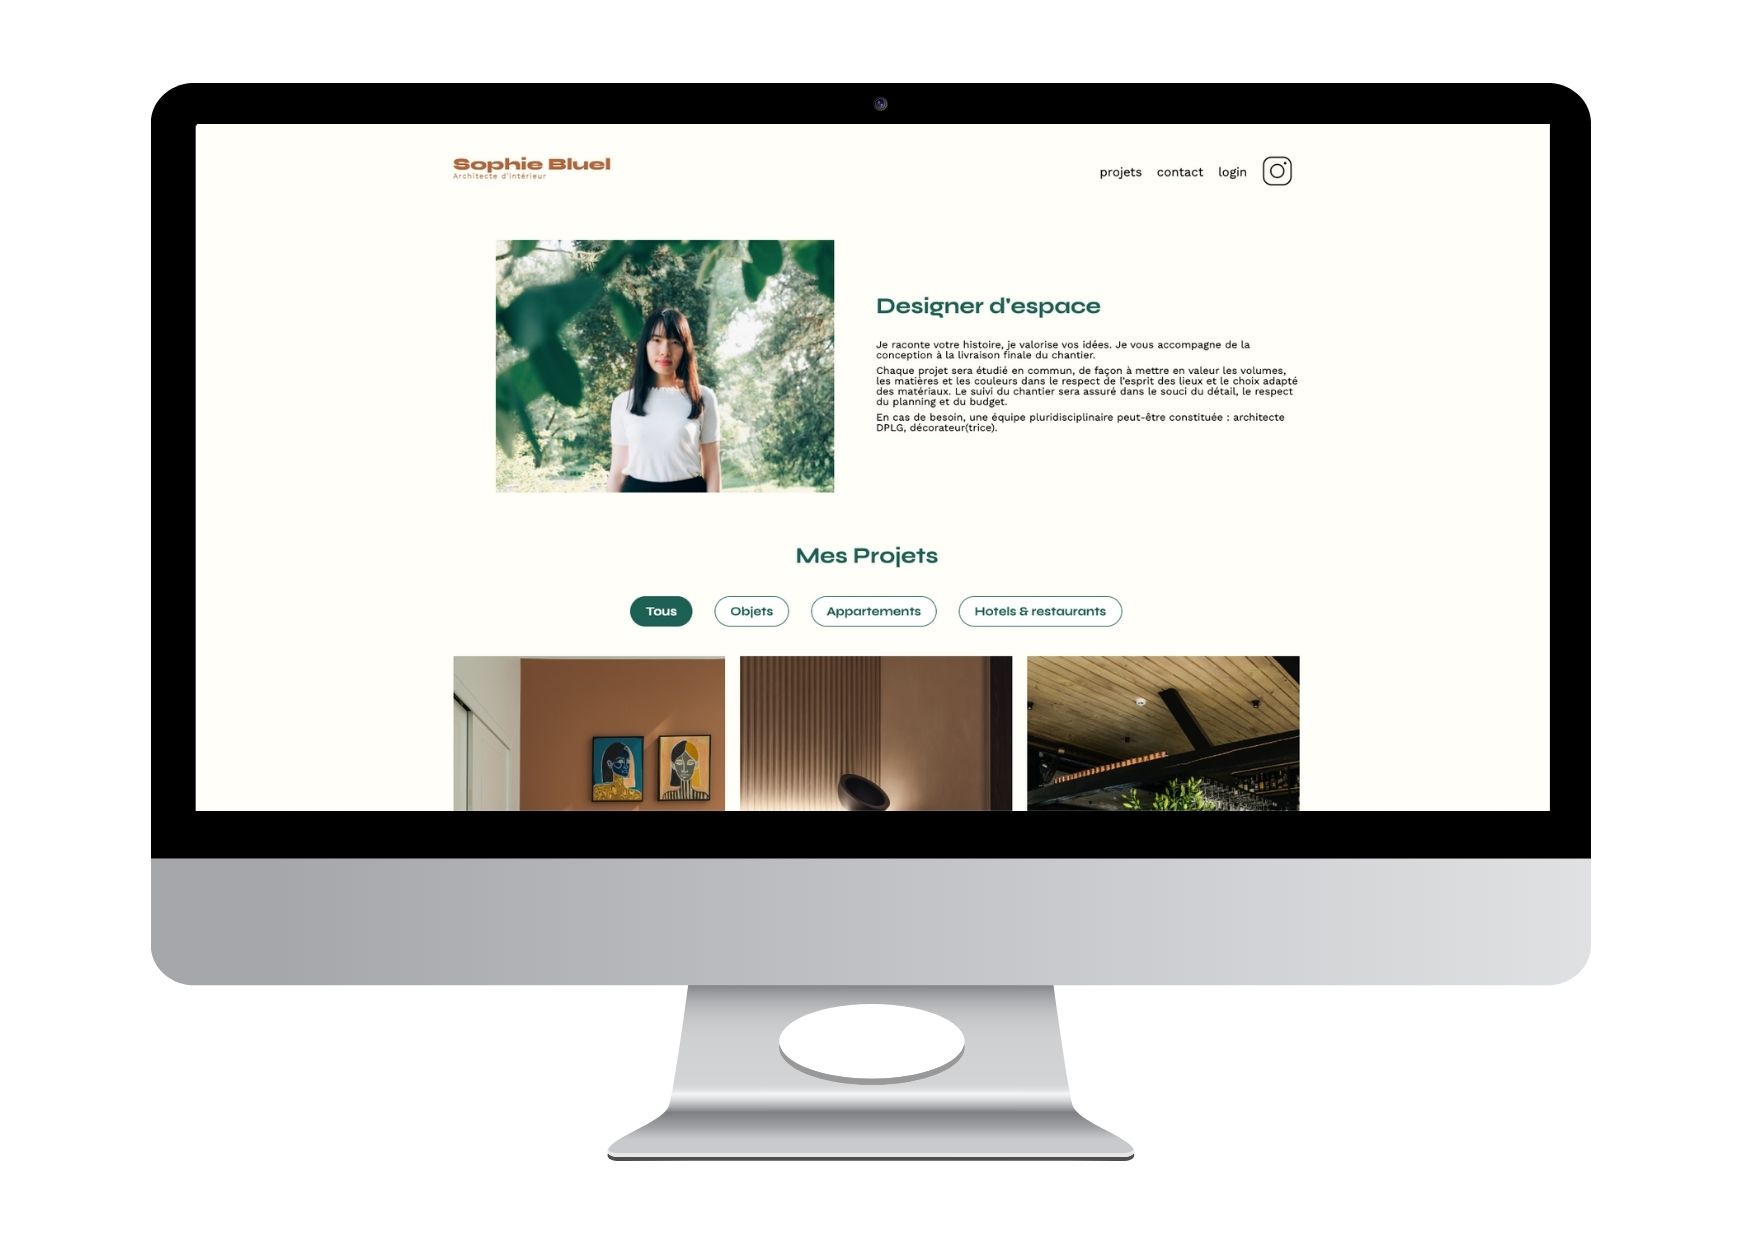 Sophie Bluel
Architecte d'intérieur
projets contact login
Designer d'espace
Je raconte votre histoire, je valorise vos idées. Je vous accompagne de la
conception à la livraison finale du chantier.
Chaque projet sera étudié en commun, de façon à mettre en valeur les volumes,
les matières et les couleurs dans le respect de l'esprit des lieux et le choix adapté
des matériaux. Le suivi du chantier sera assuré dans le souci du détail, le respect
du planning et du budget.
En cas de besoin, une équipe pluridisciplinaire peut-être constituée : architecte
DPLG, décorateur(trice).
Mes Projets
Tous Objets Appartements Hotels & restaurants